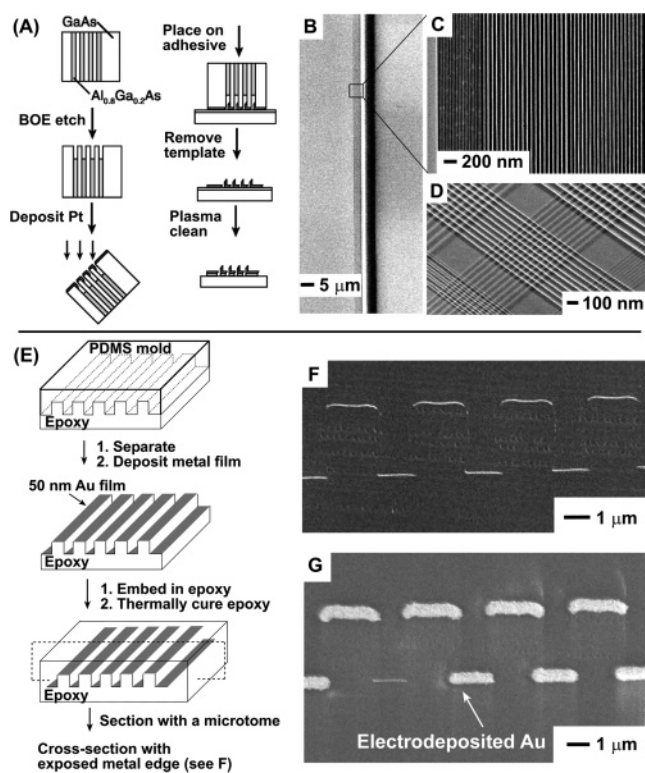 (A)
GaAs
Al0.8Ga0.2As
BOE etch
Deposit Pt
Place on
adhesive
Remove
template
Plasma
clean
B
5 μm
C
200 nm
D
100 nm
(E)
PDMS mold
Epoxy
1. Separate
2. Deposit metal film
50 nm Au film
Epoxy
1. Embed in epoxy
2. Thermally cure epoxy
Epoxy
Section with a microtome
Cross-section with
exposed metal edge (see F)
F
1 μm
G
Electrodeposited Au
1 μm